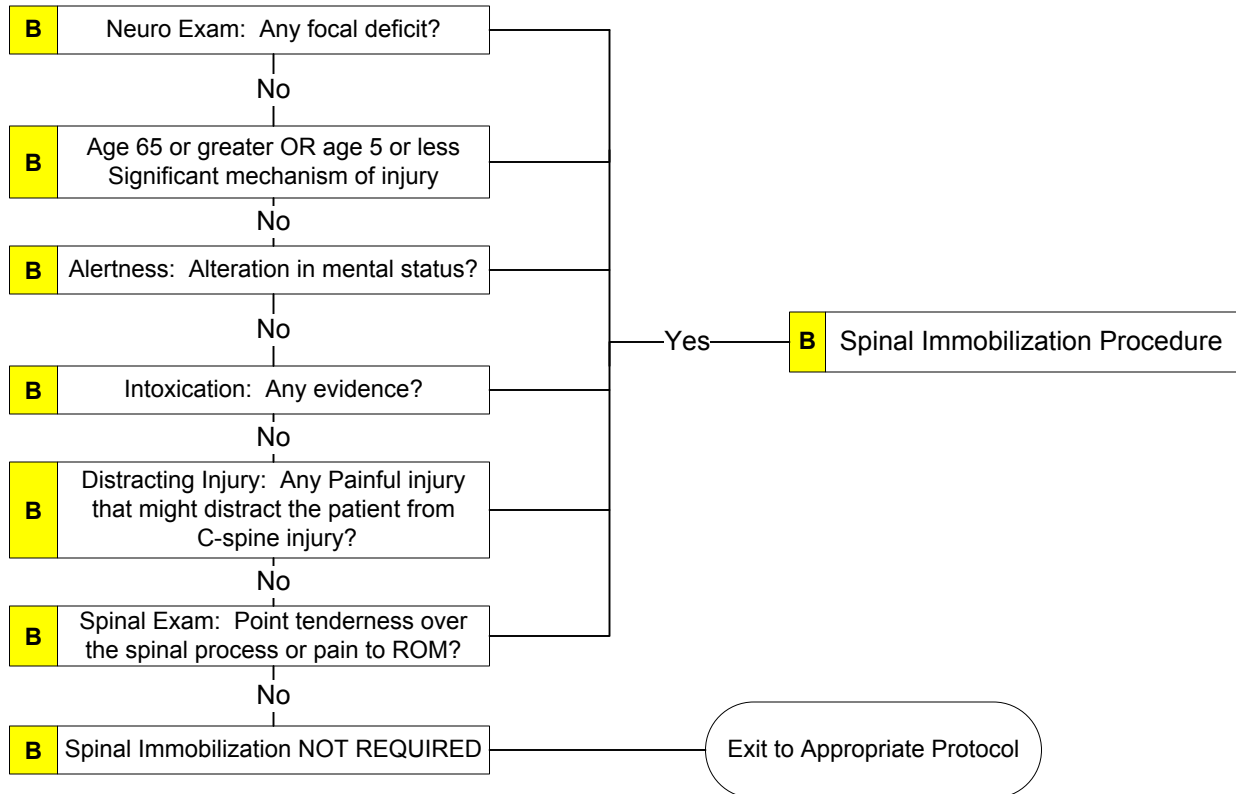 B Neuro Exam: Any focal deficit?
No
B Age 65 or greater OR age 5 or less
Significant mechanism of injury
No
B Alertness: Alteration in mental status?
No
Yes
B Spinal Immobilization Procedure
B Intoxication: Any evidence?
No
B Distracting Injury: Any Painful injury
that might distract the patient from
C-spine injury?
No
B Spinal Exam: Point tenderness over
the spinal process or pain to ROM?
No
B Spinal Immobilization NOT REQUIRED
Exit to Appropriate Protocol